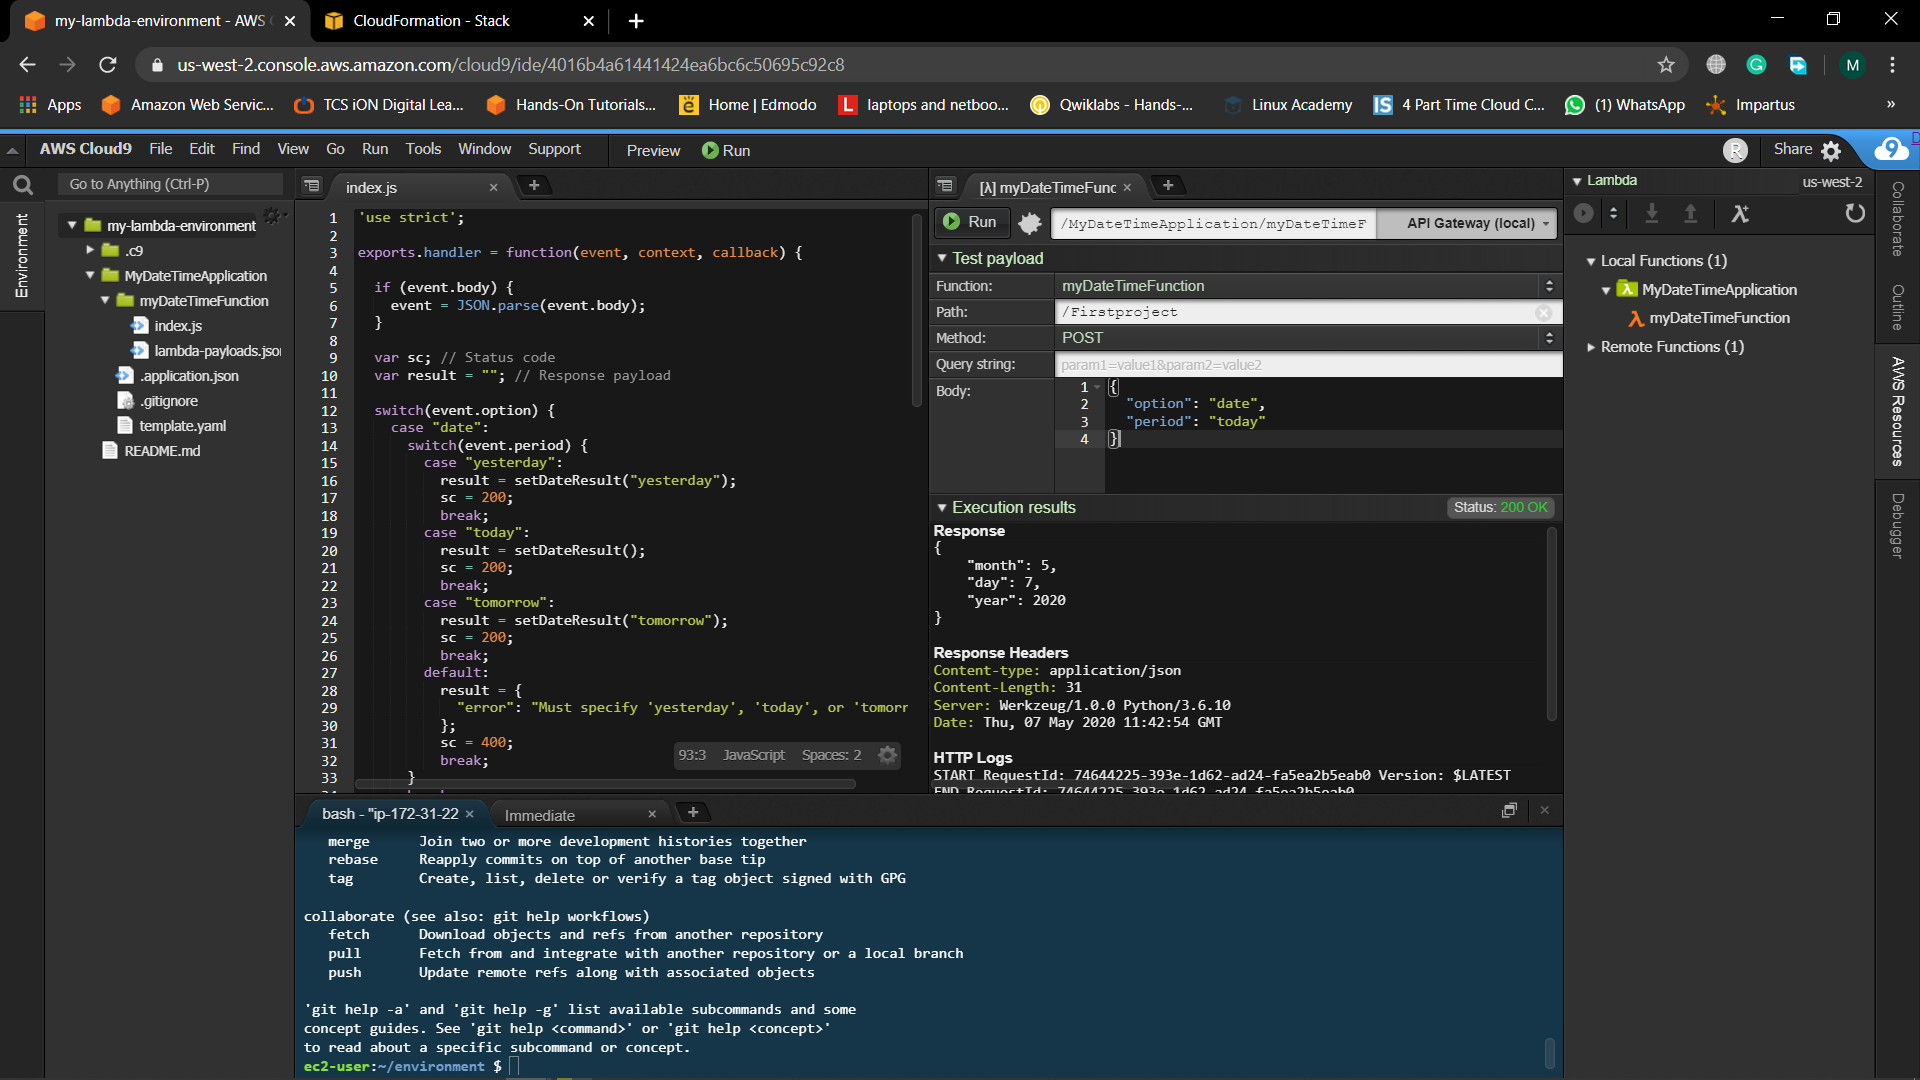 my-lambda-environment - AWS C
CloudFormation - Stack
us-west-2.console.aws.amazon.com/cloud9/ide/4016b4a61441424ea6bc6c50695c92c8
M
Apps
Amazon Web Servic...
TCS iON Digital Lea...
Hands-On Tutorials...
Home | Edmodo
laptops and netboo...
Qwiklabs - Hands-...
Linux Academy
4 Part Time Cloud C...
(1) WhatsApp
Impartus
»
AWS Cloud9 File Edit Find View Go Run Tools Window Support Preview Run
R Share 9
Go to Anything (Ctrl-P)
Environment
my-lambda-environment
.c9
MyDateTimeApplication
myDateTimeFunction
index.js
lambda-payloads.jso
.application.json
.gitignore
template.yaml
README.md
index.js
1 'use strict';
2
3 exports.handler = function(event, context, callback) {
4
5 if (event.body) {
6 event = JSON.parse(event.body);
7 }
8
9 var sc; // Status code
10 var result = ""; // Response payload
11
12 switch(event.option) {
13 case "date":
14 switch(event.period) {
15 case "yesterday":
16 result = setDateResult("yesterday");
17 sc = 200;
18 break;
19 case "today":
20 result = setDateResult();
21 sc = 200;
22 break;
23 case "tomorrow":
24 result = setDateResult("tomorrow");
25 sc = 200;
26 break;
27 default:
28 result = {
29 "error": "Must specify 'yesterday', 'today', or 'tomorr
30 };
31 sc = 400;
32 break;
33 }
93:3 JavaScript Spaces: 2
[λ] myDateTimeFunc
Run
/MyDateTimeApplication/myDateTimeF
API Gateway (local)
Test payload
Function: myDateTimeFunction
Path: /Firstproject
Method: POST
Query string: param1=value1&param2=value2
Body:
1 {
2 "option": "date",
3 "period": "today"
4 }
Execution results
Status: 200 OK
Response
{
"month": 5,
"day": 7,
"year": 2020
}
Response Headers
Content-type: application/json
Content-Length: 31
Server: Werkzeug/1.0.0 Python/3.6.10
Date: Thu, 07 May 2020 11:42:54 GMT
HTTP Logs
START RequestId: 74644225-393e-1d62-ad24-fa5ea2b5eab0 Version: $LATEST
END RequestId: 74644225-393e-1d62-ad24-fa5ea2b5eab0
Lambda us-west-2
Local Functions (1)
MyDateTimeApplication
myDateTimeFunction
Remote Functions (1)
Collaborate
Outline
AWS Resources
Debugger
bash - "ip-172-31-22
Immediate
merge Join two or more development histories together
rebase Reapply commits on top of another base tip
tag Create, list, delete or verify a tag object signed with GPG
collaborate (see also: git help workflows)
fetch Download objects and refs from another repository
pull Fetch from and integrate with another repository or a local branch
push Update remote refs along with associated objects
'git help -a' and 'git help -g' list available subcommands and some
concept guides. See 'git help <command>' or 'git help <concept>'
to read about a specific subcommand or concept.
ec2-user:~/environment $